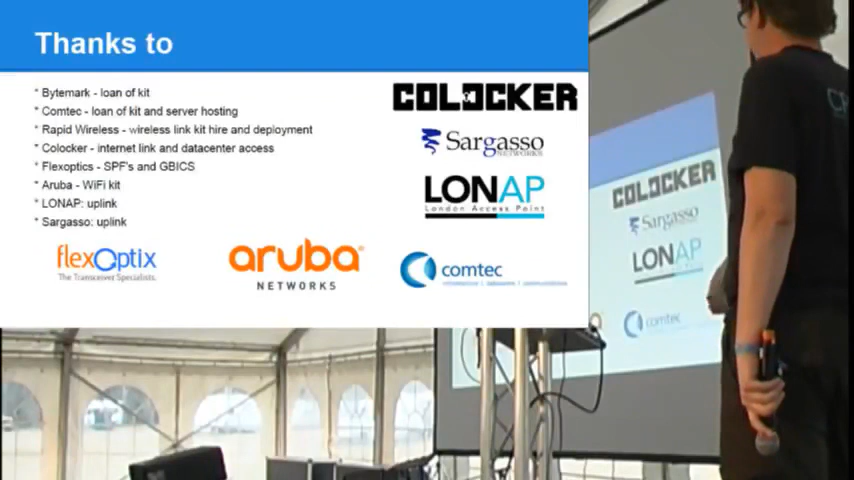 Thanks to
* Bytemark - loan of kit
* Comtec - loan of kit and server hosting
* Rapid Wireless - wireless link kit hire and deployment
* Colocker - internet link and datacenter access
* Flexoptics - SPF's and GBICS
* Aruba - WiFi kit
* LONAP: uplink
* Sargasso: uplink
COLOCKER
Sargasso
NETWORKS
LONAP
London Access Point
flexOptix
The Transceiver Specialists.
aruba
NETWORKS
comtec
COLOCKER
Sargasso
LONAP
comtec